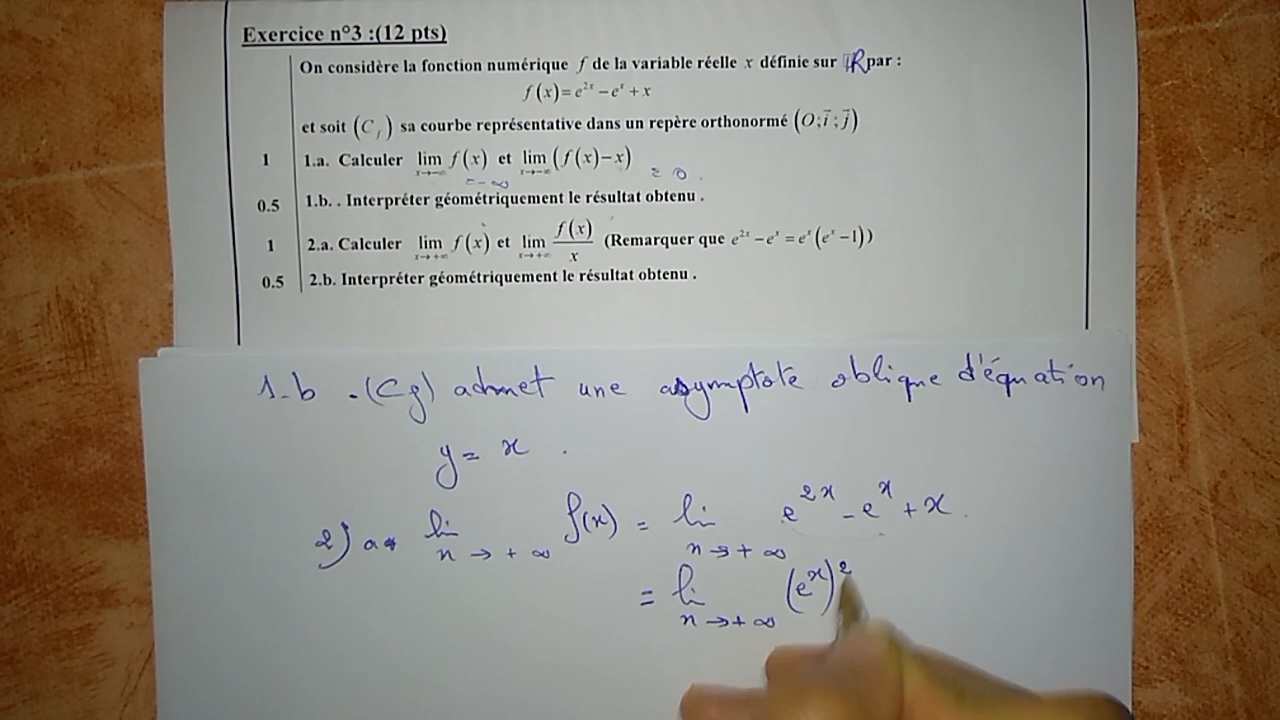 Exercice n°3 :(12 pts)
On considère la fonction numérique f de la variable réelle x définie sur ℝ par :
f(x)=e^{2x} – e^x + x
et soit (C_f) sa courbe représentative dans un repère orthonormé (O;i⃗;j⃗)
1 1.a. Calculer lim_{x→-∞} f(x) et lim_{x→-∞} (f(x)–x)
= -∞ = 0 .
0.5 1.b. . Interpréter géométriquement le résultat obtenu .
1 2.a. Calculer lim_{x→+∞} f(x) et lim_{x→+∞} f(x)/x (Remarquer que e^{2x} – e^x = e^x(e^x –1))
0.5 2.b. Interpréter géométriquement le résultat obtenu .
1-b . (Cf) admet une asymptote oblique d'équation
y = x .
2) a- lim_{x→+∞} f(x) = lim_{x→+∞} e^{2x} - e^x + x
= lim_{x→+∞} (e^x)^2